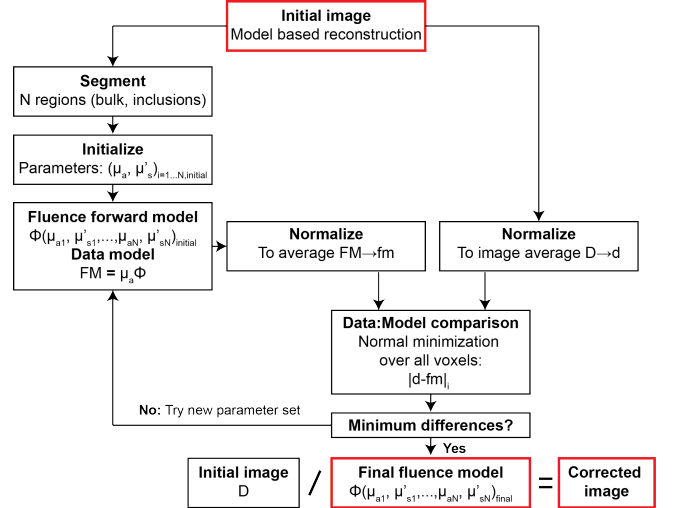 Initial image
Model based reconstruction
Segment
N regions (bulk, inclusions)
Initialize
Parameters: (μa, μ's)i=1...N,initial
Fluence forward model
Φ(μa1, μ's1,...,μaN, μ'sN)initial
Data model
FM = μaΦ
Normalize
To average FM→fm
Normalize
To image average D→d
Data:Model comparison
Normal minimization
over all voxels:
|d-fm|i
No: Try new parameter set
Minimum differences?
Yes
Initial image
D
/
Final fluence model
Φ(μa1, μ's1,...,μaN, μ'sN)final
=
Corrected
image